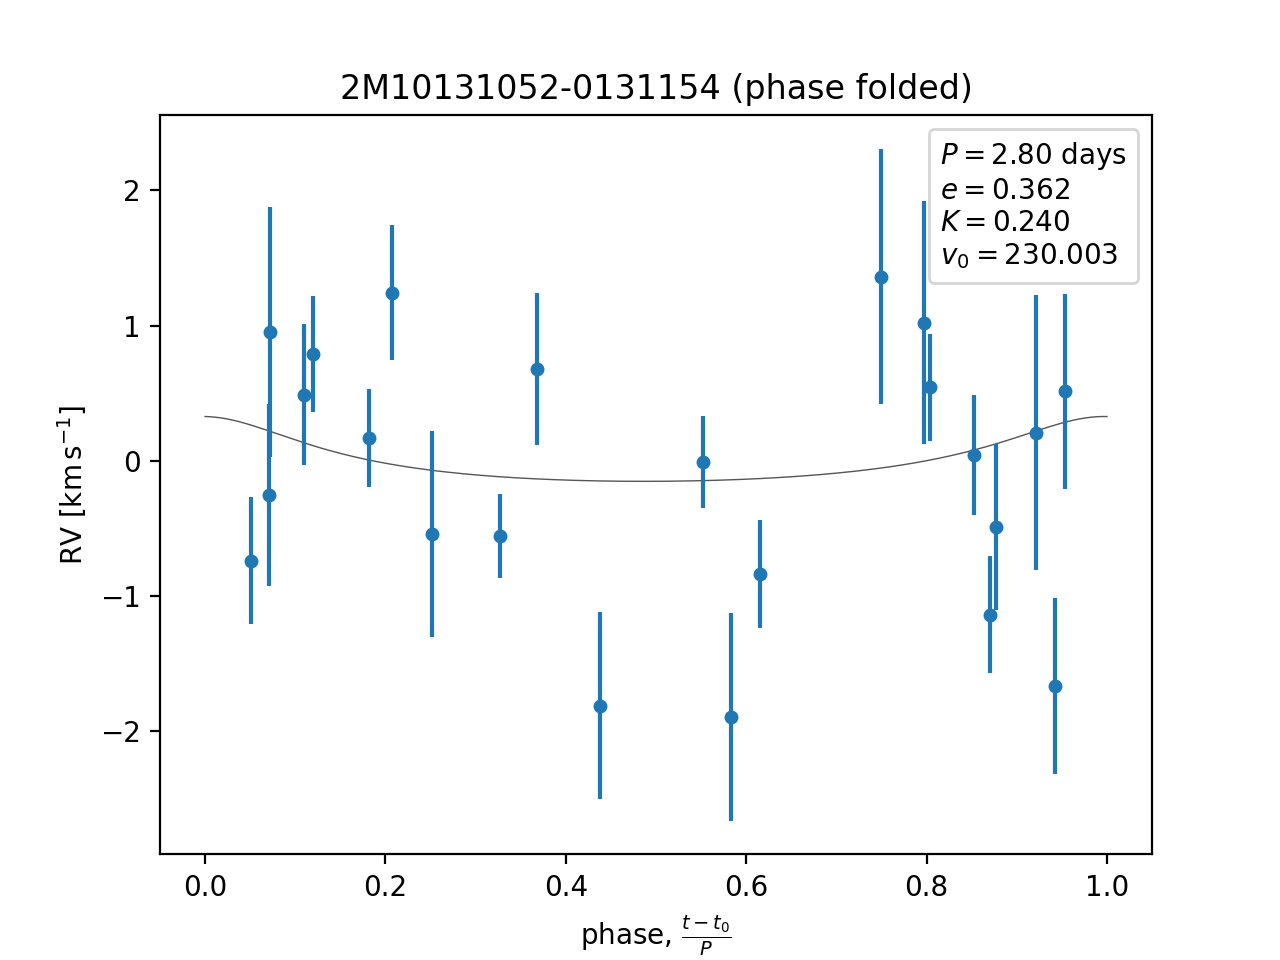 2M10131052-0131154 (phase folded)
P = 2.80 days
e = 0.362
K = 0.240
v₀ = 230.003
RV [km s⁻¹]
2
1
0
−1
−2
0.0 0.2 0.4 0.6 0.8 1.0
phase, (t − t₀)/P